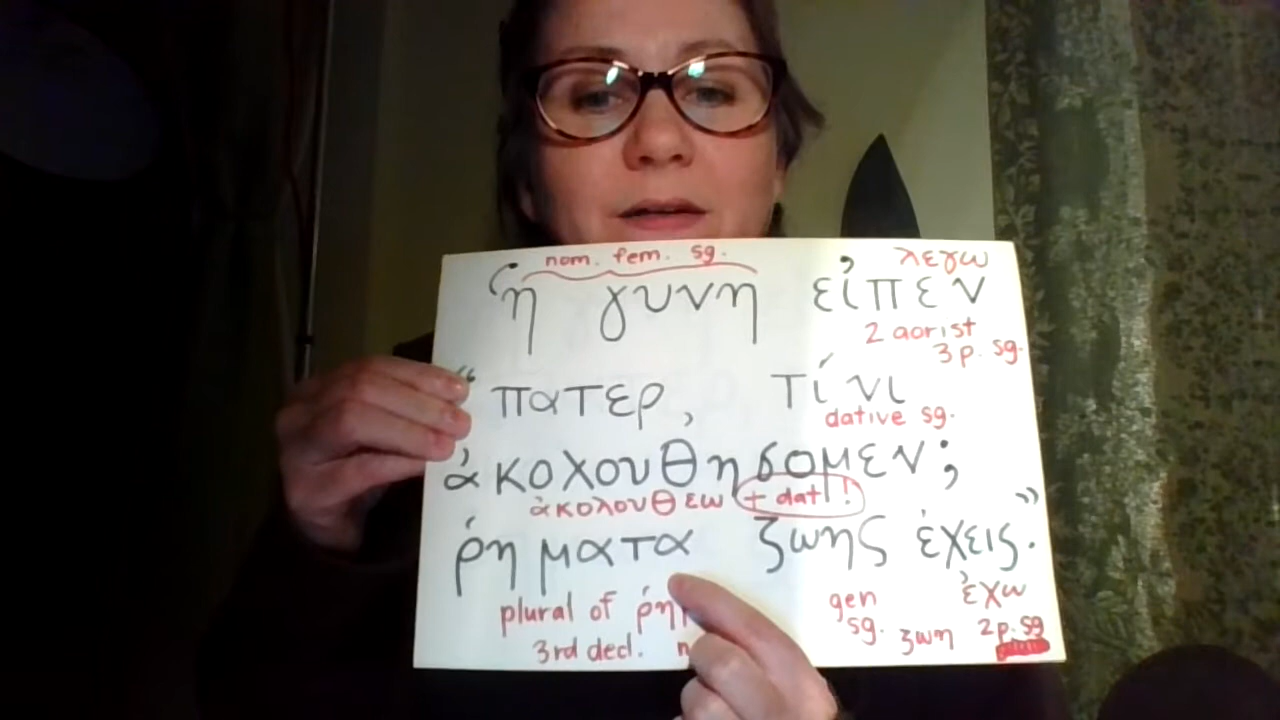 nom. fem. sg. λεγω
ἡ γυνη εἰπεν
2 aorist
3 p. sg.
“πατερ, τίνι
dative sg.
ἀκολουθησομεν;
ἀκολουθεω + dat!
ῥηματα ζωης ἐχεις.”
plural of ῥη gen ἐχω
3rd decl. n sg. ζωη 2 p. sg